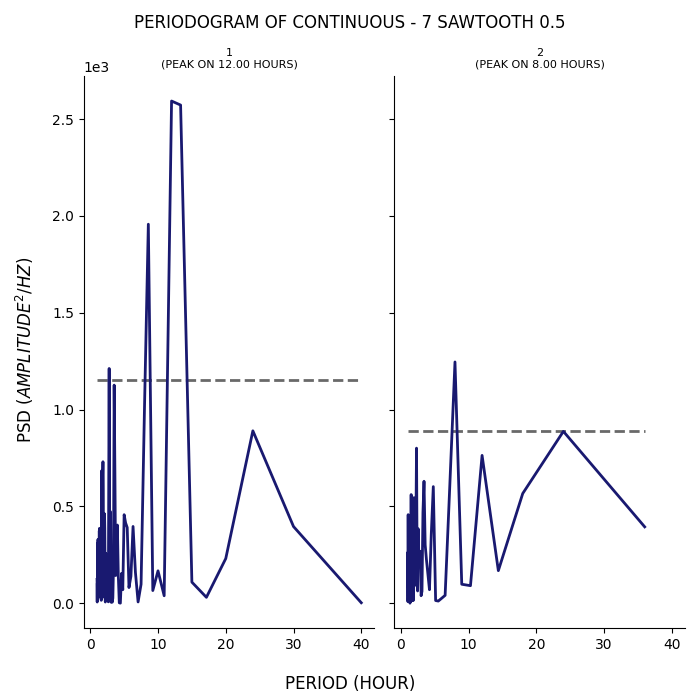 PERIODOGRAM OF CONTINUOUS - 7 SAWTOOTH 0.5
1
(PEAK ON 12.00 HOURS)
2
(PEAK ON 8.00 HOURS)
1e3
2.5
2.0
1.5
1.0
0.5
0.0
PSD (AMPLITUDE²/HZ)
0 10 20 30 40
0 10 20 30 40
PERIOD (HOUR)